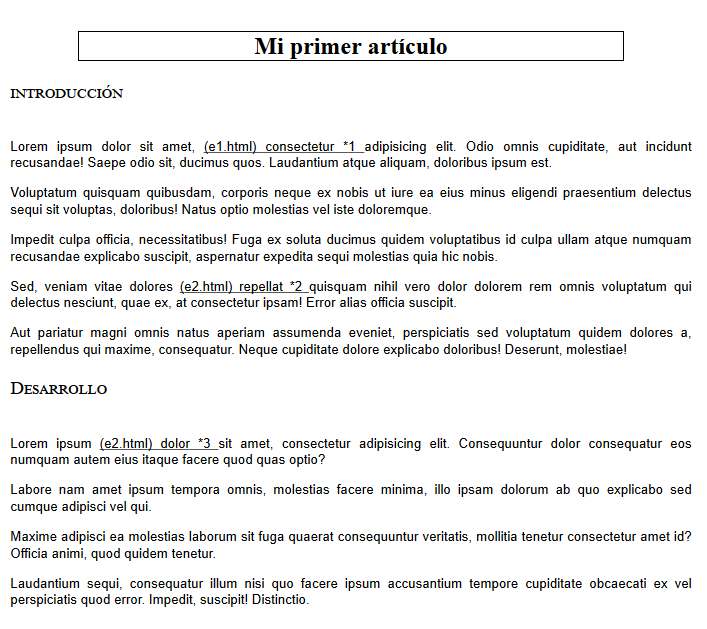 Mi primer artículo
INTRODUCCIÓN
Lorem ipsum dolor sit amet, (e1.html) consectetur *1 adipisicing elit. Odio omnis cupiditate, aut incidunt
recusandae! Saepe odio sit, ducimus quos. Laudantium atque aliquam, doloribus ipsum est.
Voluptatum quisquam quibusdam, corporis neque ex nobis ut iure ea eius minus eligendi praesentium delectus
sequi sit voluptas, doloribus! Natus optio molestias vel iste doloremque.
Impedit culpa officia, necessitatibus! Fuga ex soluta ducimus quidem voluptatibus id culpa ullam atque numquam
recusandae explicabo suscipit, aspernatur expedita sequi molestias quia hic nobis.
Sed, veniam vitae dolores (e2.html) repellat *2 quisquam nihil vero dolor dolorem rem omnis voluptatum qui
delectus nesciunt, quae ex, at consectetur ipsam! Error alias officia suscipit.
Aut pariatur magni omnis natus aperiam assumenda eveniet, perspiciatis sed voluptatum quidem dolores a,
repellendus qui maxime, consequatur. Neque cupiditate dolore explicabo doloribus! Deserunt, molestiae!
DESARROLLO
Lorem ipsum (e2.html) dolor *3 sit amet, consectetur adipisicing elit. Consequuntur dolor consequatur eos
numquam autem eius itaque facere quod quas optio?
Labore nam amet ipsum tempora omnis, molestias facere minima, illo ipsam dolorum ab quo explicabo sed
cumque adipisci vel qui.
Maxime adipisci ea molestias laborum sit fuga quaerat consequuntur veritatis, mollitia tenetur consectetur amet id?
Officia animi, quod quidem tenetur.
Laudantium sequi, consequatur illum nisi quo facere ipsum accusantium tempore cupiditate obcaecati ex vel
perspiciatis quod error. Impedit, suscipit! Distinctio.